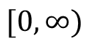 [0, ∞)